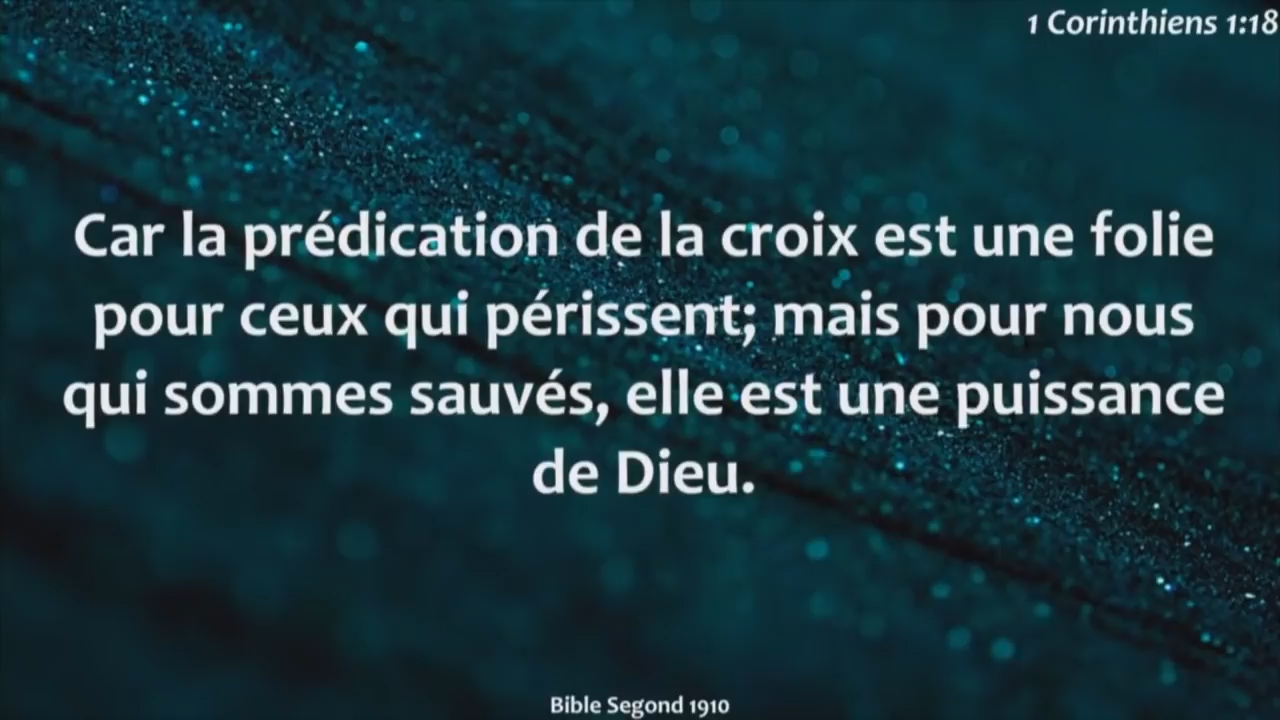 1 Corinthiens 1:18
Car la prédication de la croix est une folie
pour ceux qui périssent; mais pour nous
qui sommes sauvés, elle est une puissance
de Dieu.
Bible Segond 1910